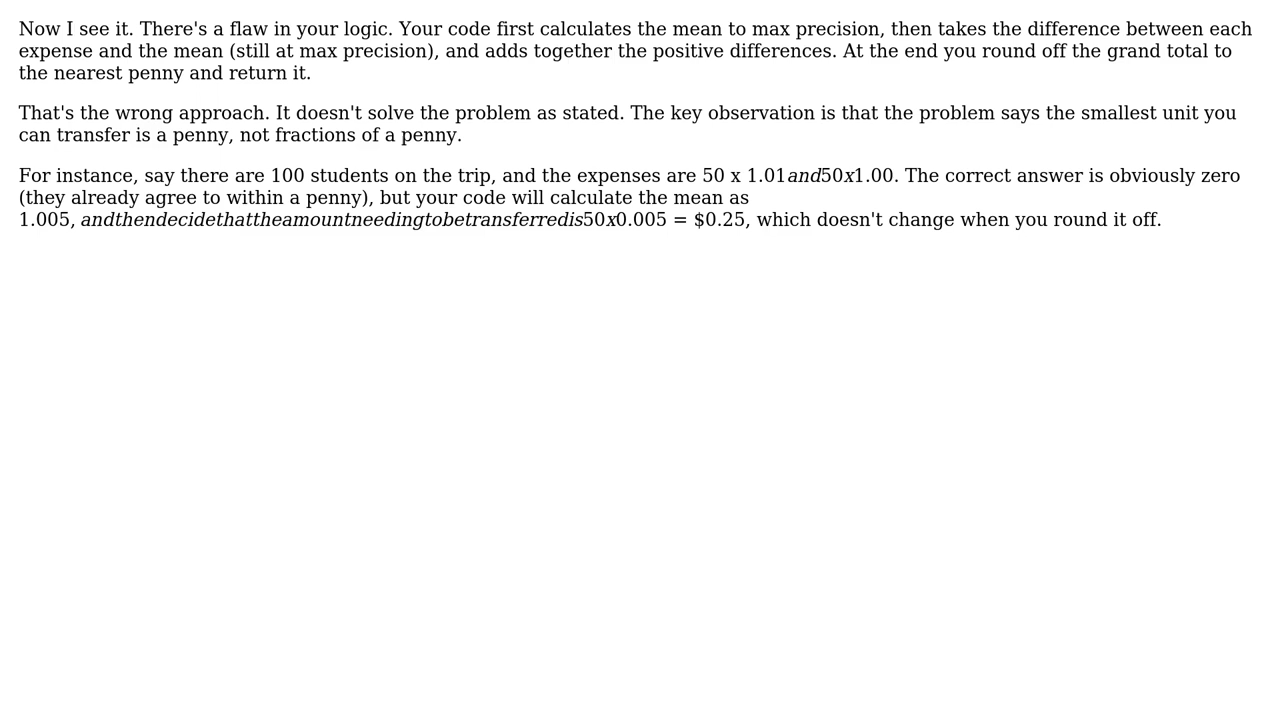 Now I see it. There's a flaw in your logic. Your code first calculates the mean to max precision, then takes the difference between each
expense and the mean (still at max precision), and adds together the positive differences. At the end you round off the grand total to
the nearest penny and return it.
That's the wrong approach. It doesn't solve the problem as stated. The key observation is that the problem says the smallest unit you
can transfer is a penny, not fractions of a penny.
For instance, say there are 100 students on the trip, and the expenses are 50 x 1.01and50x1.00. The correct answer is obviously zero
(they already agree to within a penny), but your code will calculate the mean as
1.005, andthendecidethattheamountneedingtobetransferredis50x0.005 = $0.25, which doesn't change when you round it off.